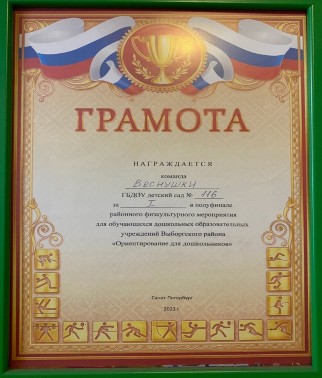 ГРАМОТА
НАГРАЖДАЕТСЯ
команда
Веснушки
ГБДОУ детский сад № 116
за I в полуфинале
районного физкультурного мероприятия
для обучающихся дошкольных образовательных
учреждений Выборгского района
«Ориентирование для дошкольников»
Санкт-Петербург
2023 г.